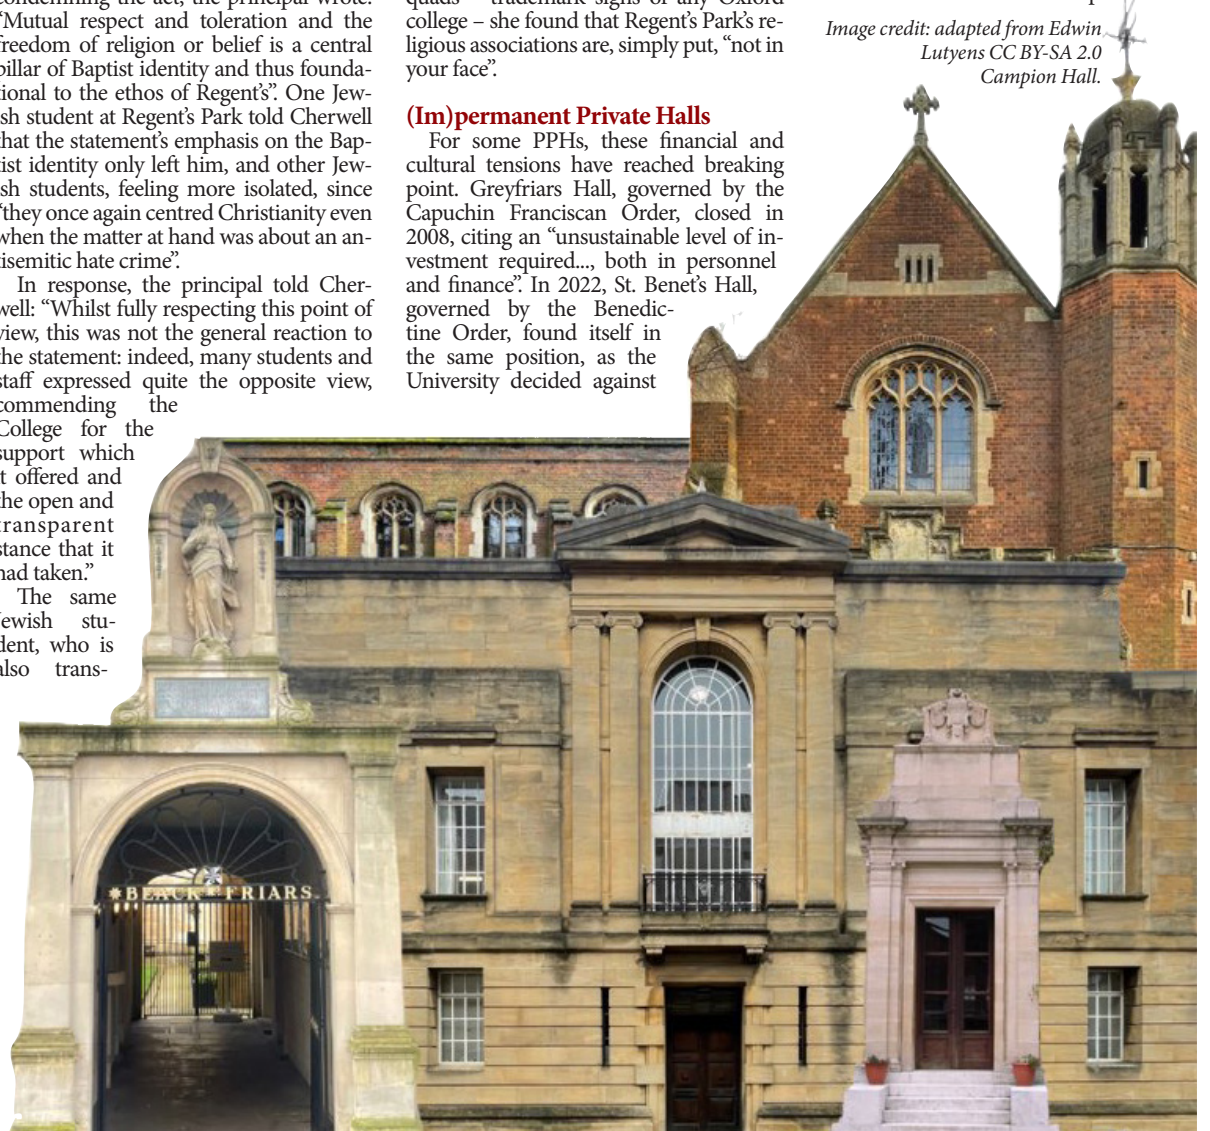 condemning the act, the principal wrote:
“Mutual respect and toleration and the
freedom of religion or belief is a central
pillar of Baptist identity and thus founda-
tional to the ethos of Regent’s”. One Jew-
ish student at Regent’s Park told Cherwell
that the statement’s emphasis on the Bap-
tist identity only left him, and other Jew-
ish students, feeling more isolated, since
“they once again centred Christianity even
when the matter at hand was about an an-
tisemitic hate crime”.
In response, the principal told Cher-
well: “Whilst fully respecting this point of
view, this was not the general reaction to
the statement: indeed, many students and
staff expressed quite the opposite view,
commending the
College for the
support which
it offered and
the open and
transparent
stance that it
had taken.”
The same
Jewish stu-
dent, who is
also trans-
quads – trademark signs of any Oxford
college – she found that Regent’s Park’s re-
ligious associations are, simply put, “not in
your face”.
(Im)permanent Private Halls
For some PPHs, these financial and
cultural tensions have reached breaking
point. Greyfriars Hall, governed by the
Capuchin Franciscan Order, closed in
2008, citing an “unsustainable level of in-
vestment required..., both in personnel
and finance”. In 2022, St. Benet’s Hall,
governed by the Benedic-
tine Order, found itself in
the same position, as the
University decided against
Image credit: adapted from Edwin
Lutyens CC BY-SA 2.0
Campion Hall.
BLACKFRIARS